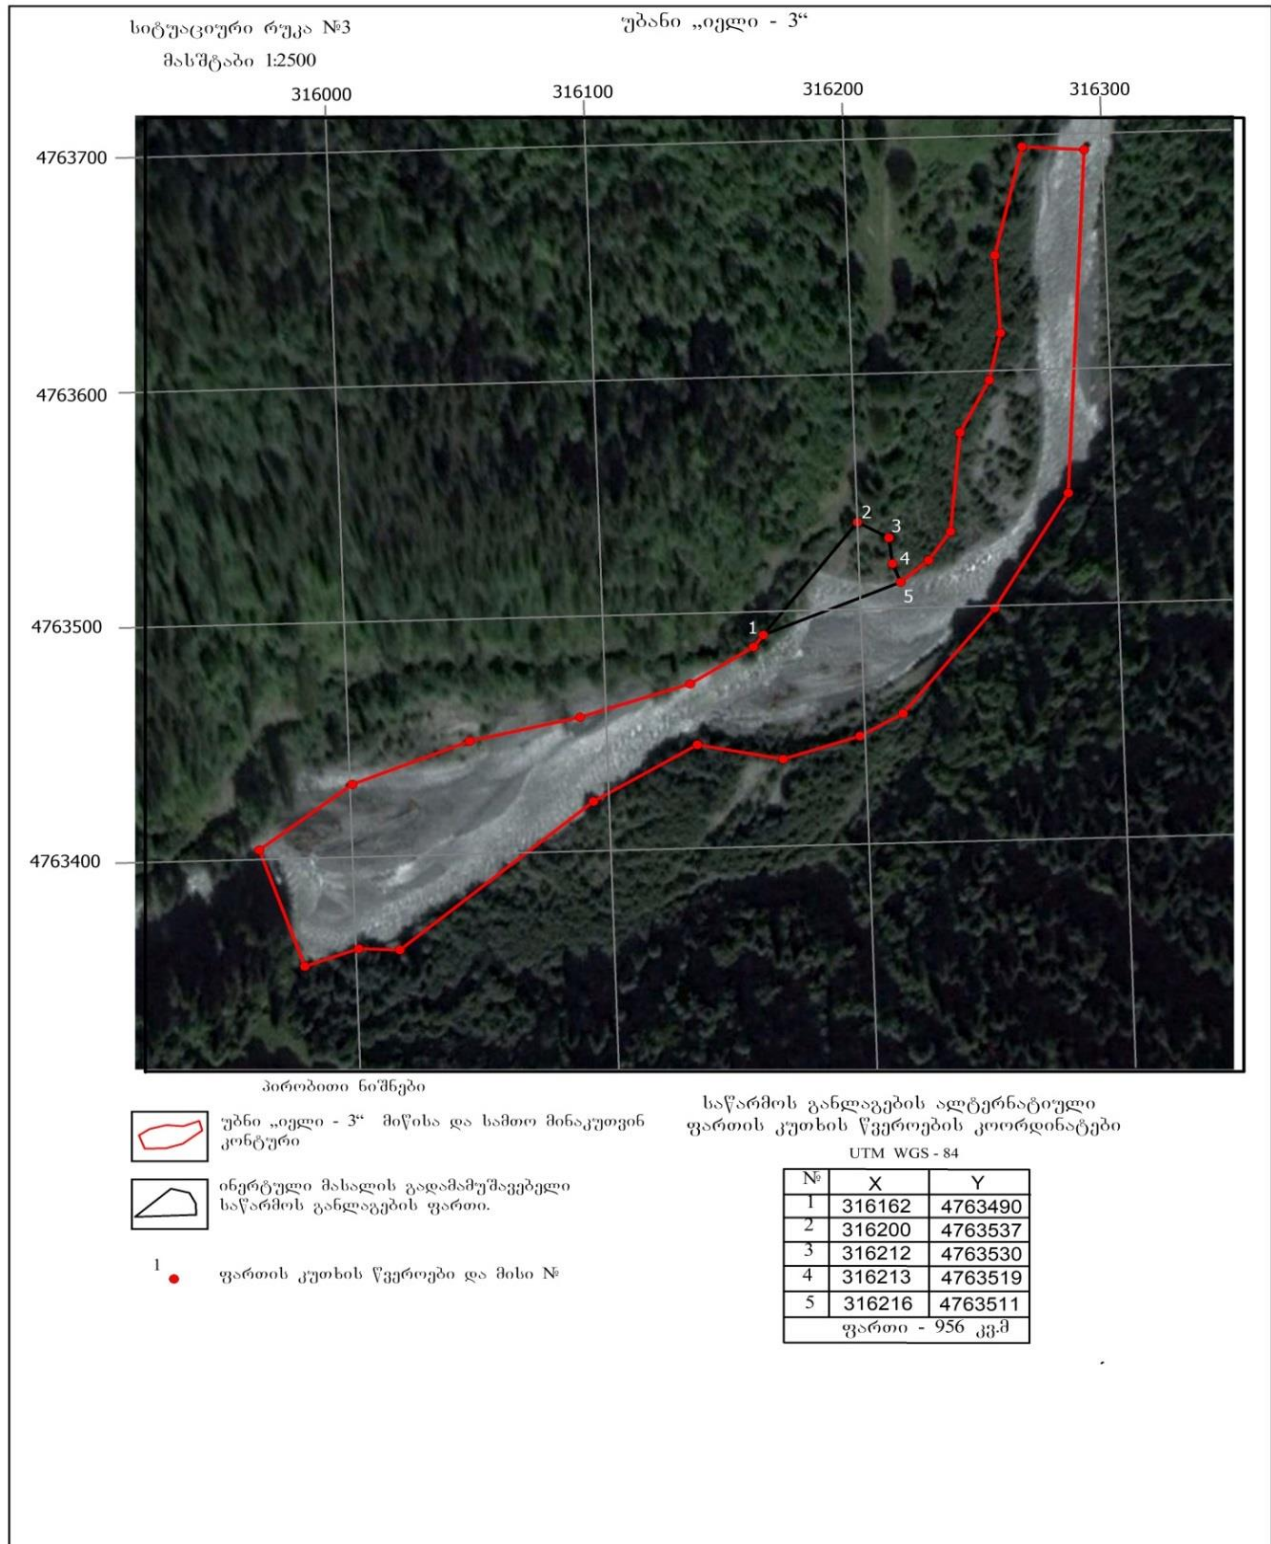 სიტუაციური რუკა №3
უბანი „იელი - 3“
მასშტაბი 1:2500
316000
316100
316200
316300
4763700
4763600
4763500
4763400
2
3
4
5
1
პირობითი ნიშნები
უბნი „იელი - 3“ მიწისა და სამთო მინაკუთვნ
კონტური
ინერტული მასალის გადამამუშავებელი
საწარმოს განლაგების ფართი.
1
ფართის კუთხის წვეროები და მისი №
საწარმოს განლაგების ალტერნატიული
ფართის კუთხის წვეროების კოორდინატები
UTM WGS - 84
№ X Y
1 316162 4763490
2 316200 4763537
3 316212 4763530
4 316213 4763519
5 316216 4763511
ფართი - 956 კვ.მ